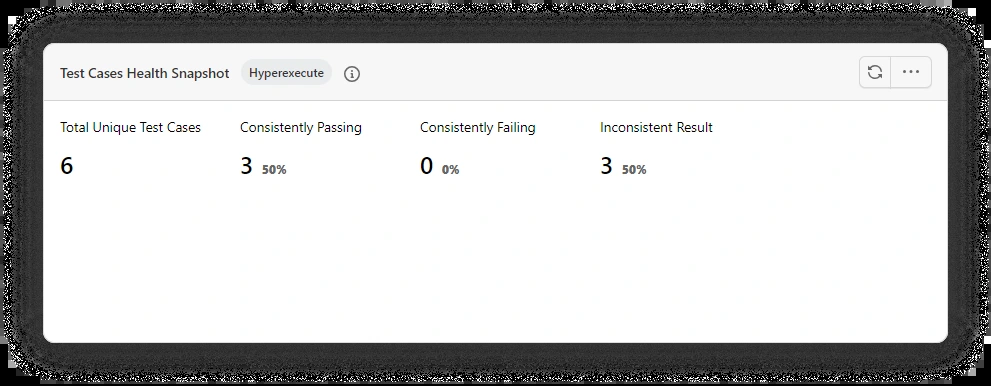 Test Cases Health Snapshot Hyperexecute
Total Unique Test Cases Consistently Passing Consistently Failing Inconsistent Result
6 3 50% 0 0% 3 50%